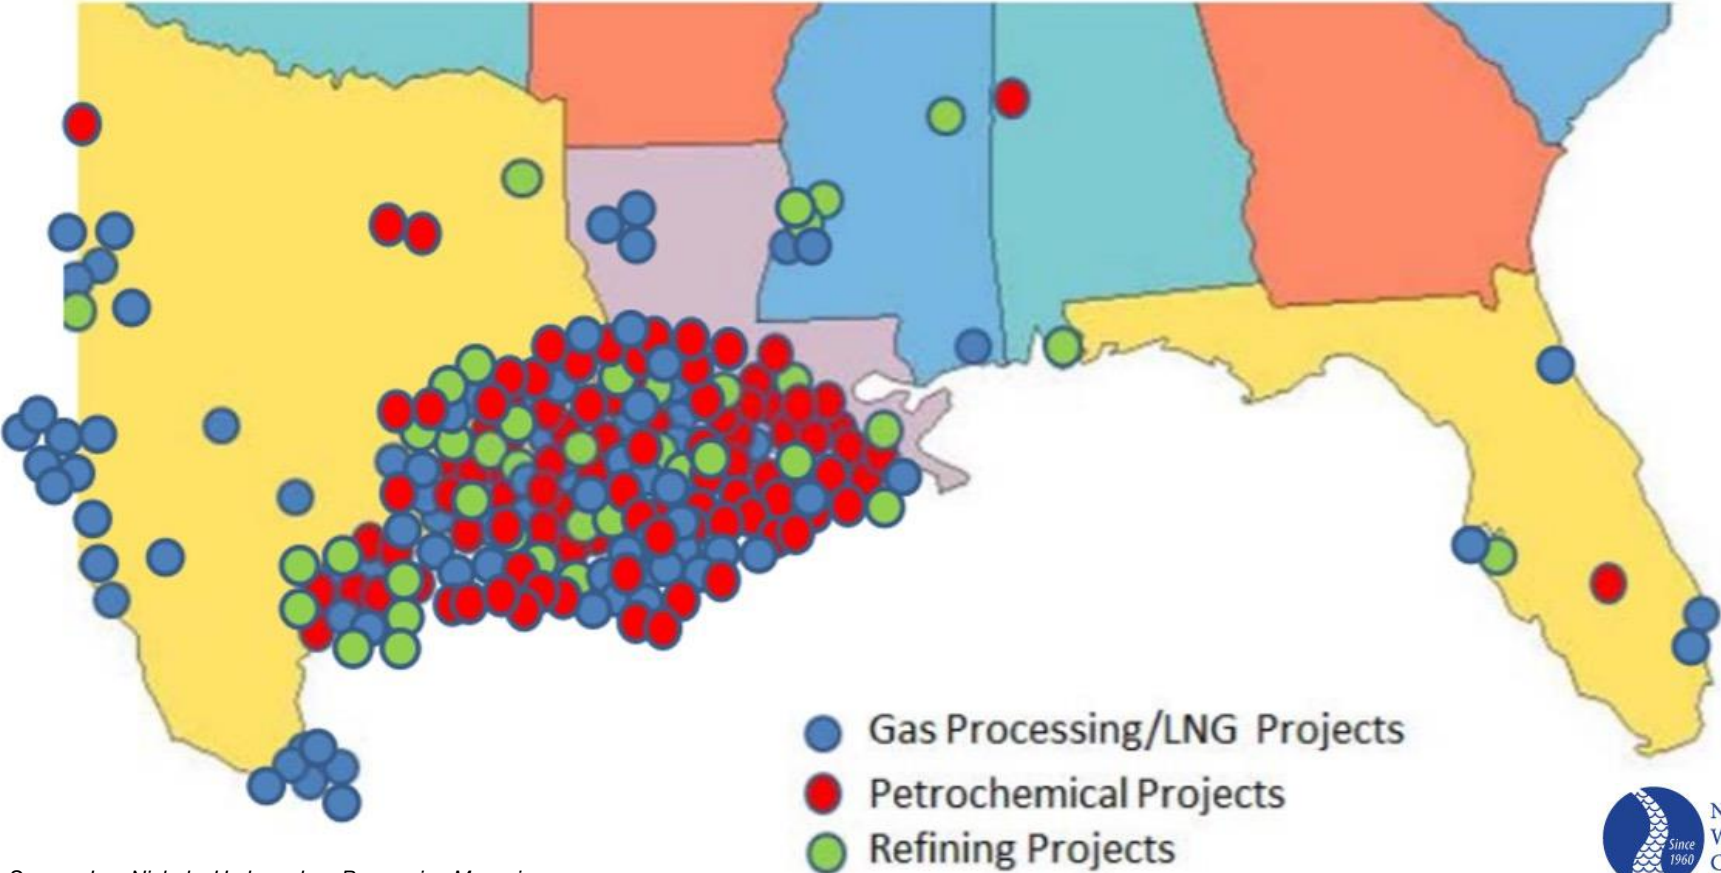 Gas Processing/LNG Projects
Petrochemical Projects
Refining Projects
Since
1960
N
W
C